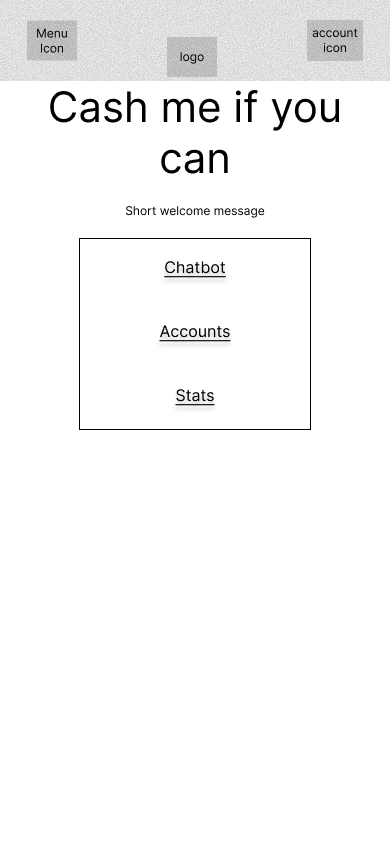 Menu
Icon
logo
account
icon
Cash me if you
can
Short welcome message
Chatbot
Accounts
Stats